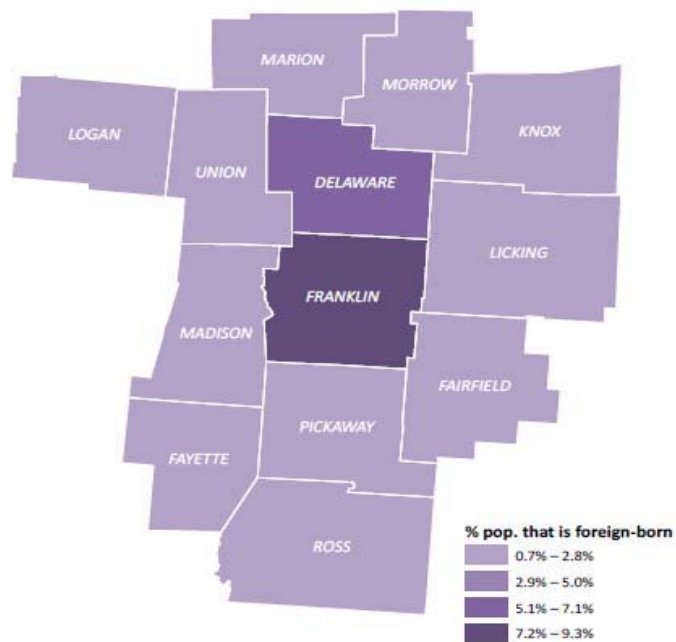 MARION
MORROW
LOGAN
KNOX
UNION
DELAWARE
LICKING
FRANKLIN
MADISON
FAIRFIELD
PICKAWAY
FAYETTE
ROSS
% pop. that is foreign-born
0.7% – 2.8%
2.9% – 5.0%
5.1% – 7.1%
7.2% – 9.3%